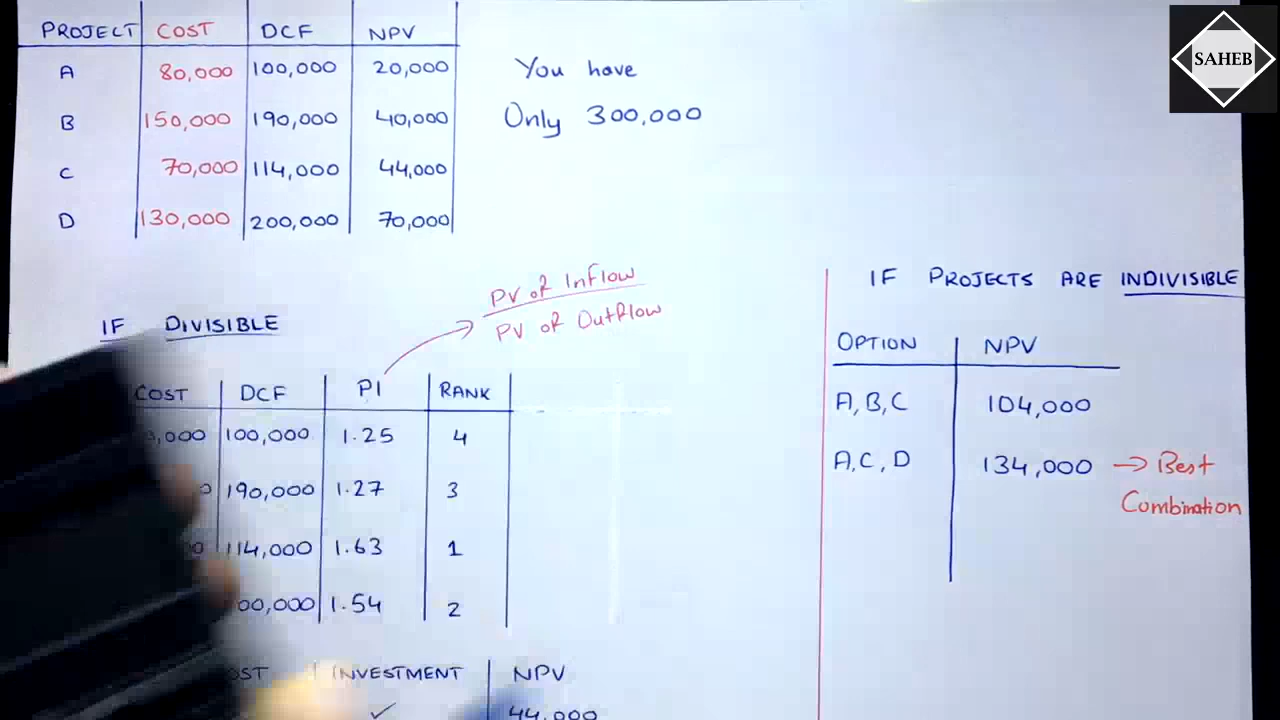 PROJECT COST DCF NPV
A 80,000 100,000 20,000
B 150,000 190,000 40,000
C 70,000 114,000 44,000
D 130,000 200,000 70,000
You have
Only 300,000
SAHEB
IF DIVISIBLE
PV of Inflow
PV of Outflow
COST DCF PI RANK
,000 100,000 1.25 4
190,000 1.27 3
114,000 1.63 1
00,000 1.54 2
OST INVESTMENT NPV
✓ 44,000
IF PROJECTS ARE INDIVISIBLE
OPTION NPV
A, B, C 104,000
A, C, D 134,000 → Best
Combination